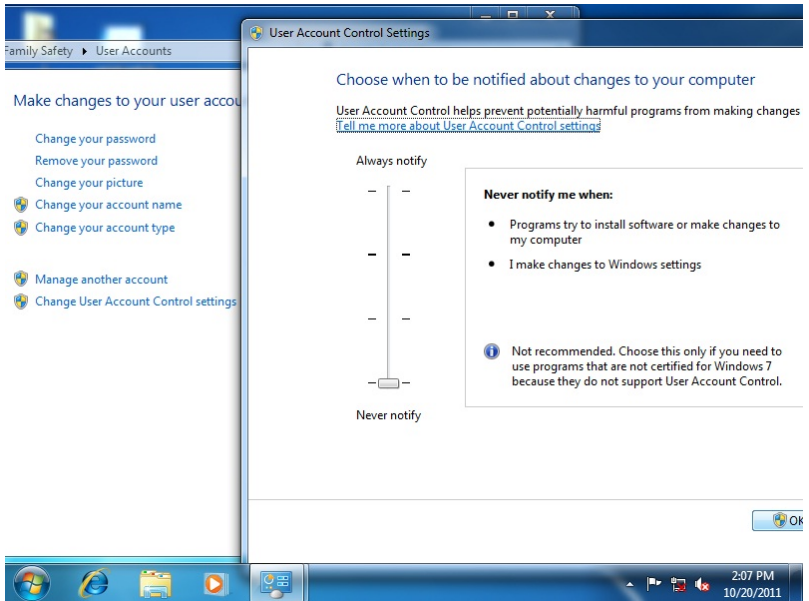 User Account Control Settings
Family Safety ▸ User Accounts
Make changes to your user accou
Change your password
Remove your password
Change your picture
Change your account name
Change your account type
Manage another account
Change User Account Control settings
Choose when to be notified about changes to your computer
User Account Control helps prevent potentially harmful programs from making changes
Tell me more about User Account Control settings
Always notify
Never notify me when:
• Programs try to install software or make changes to
my computer
• I make changes to Windows settings
Not recommended. Choose this only if you need to
use programs that are not certified for Windows 7
because they do not support User Account Control.
Never notify
OK
2:07 PM
10/20/2011